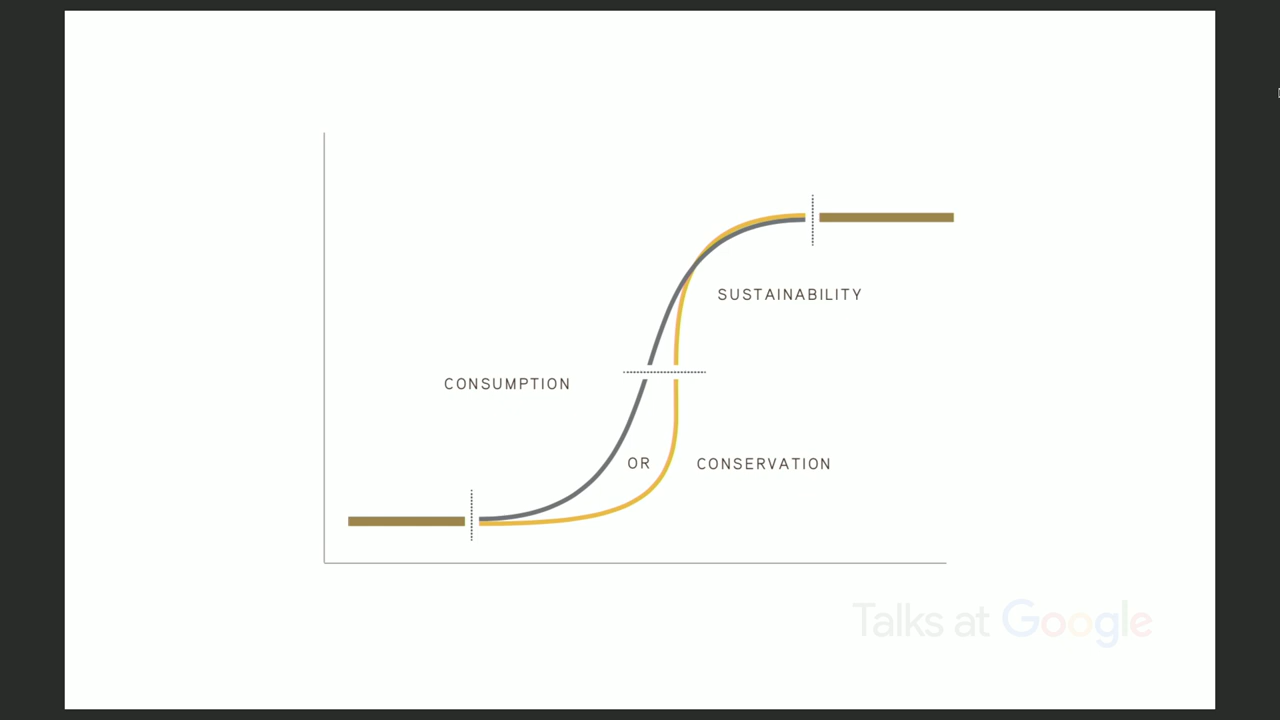 SUSTAINABILITY
CONSUMPTION
OR CONSERVATION
Talks at Google